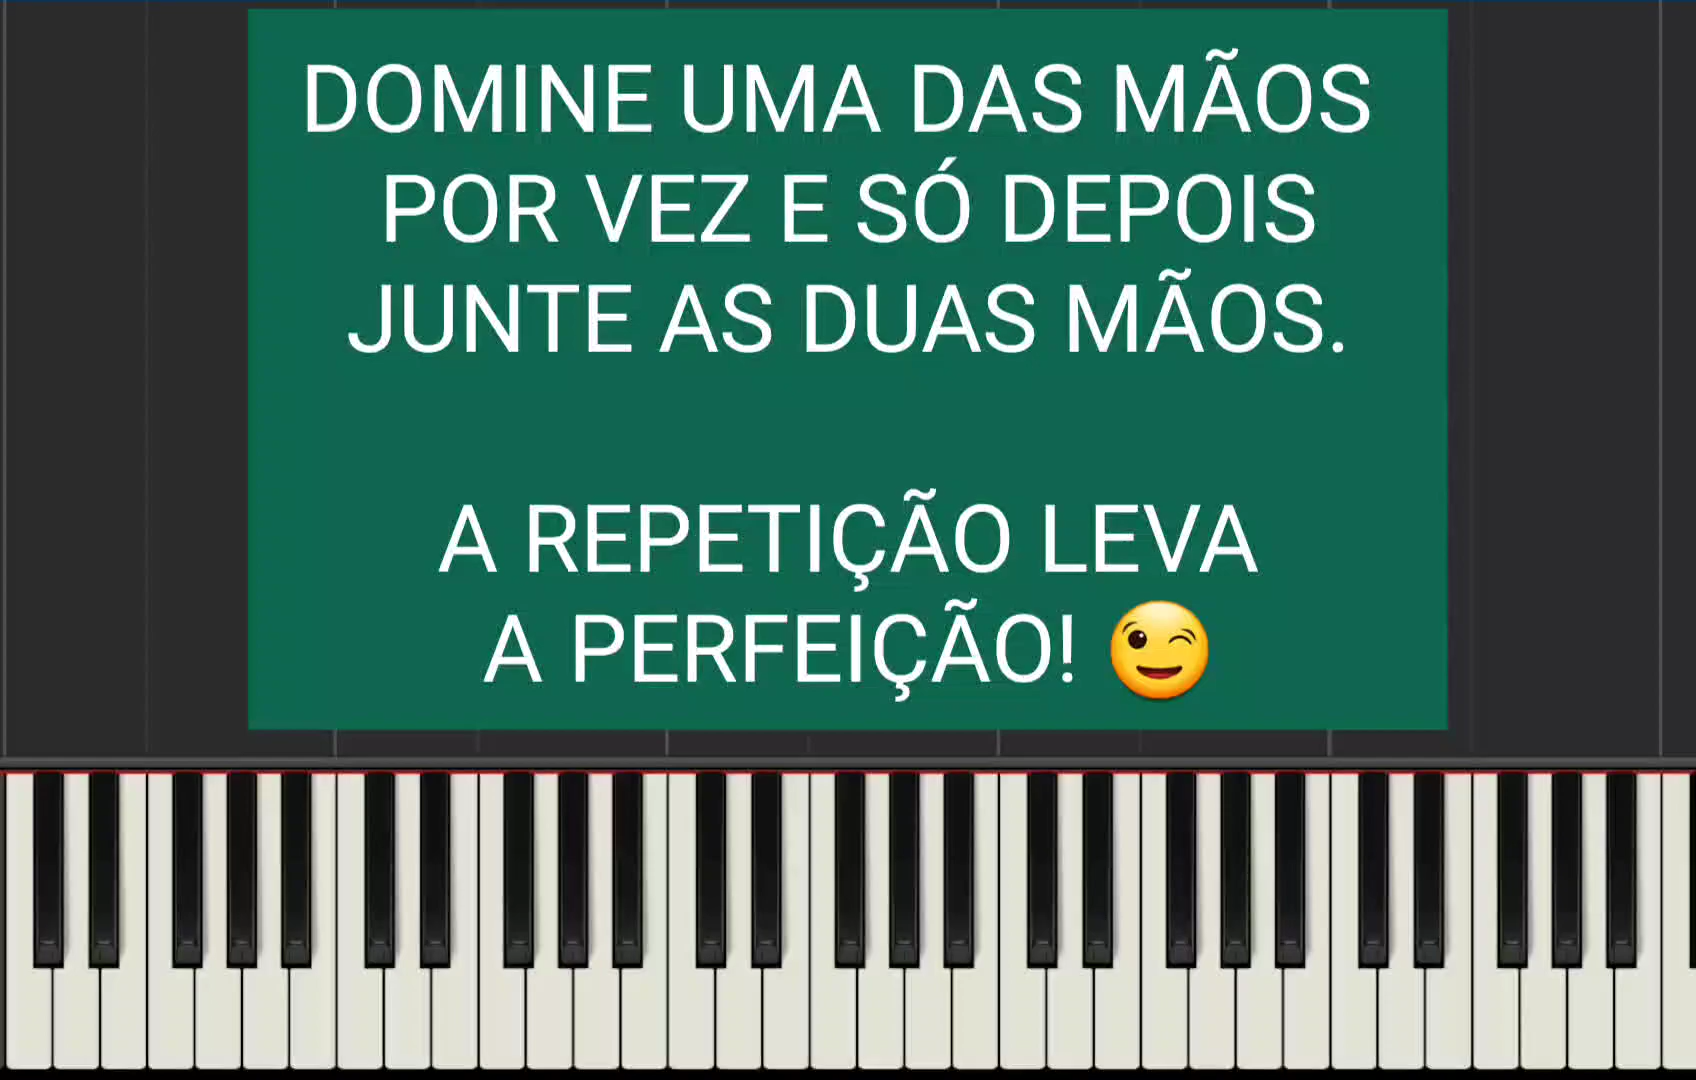 DOMINE UMA DAS MÃOS
POR VEZ E SÓ DEPOIS
JUNTE AS DUAS MÃOS.
A REPETIÇÃO LEVA
A PERFEIÇÃO! 😉